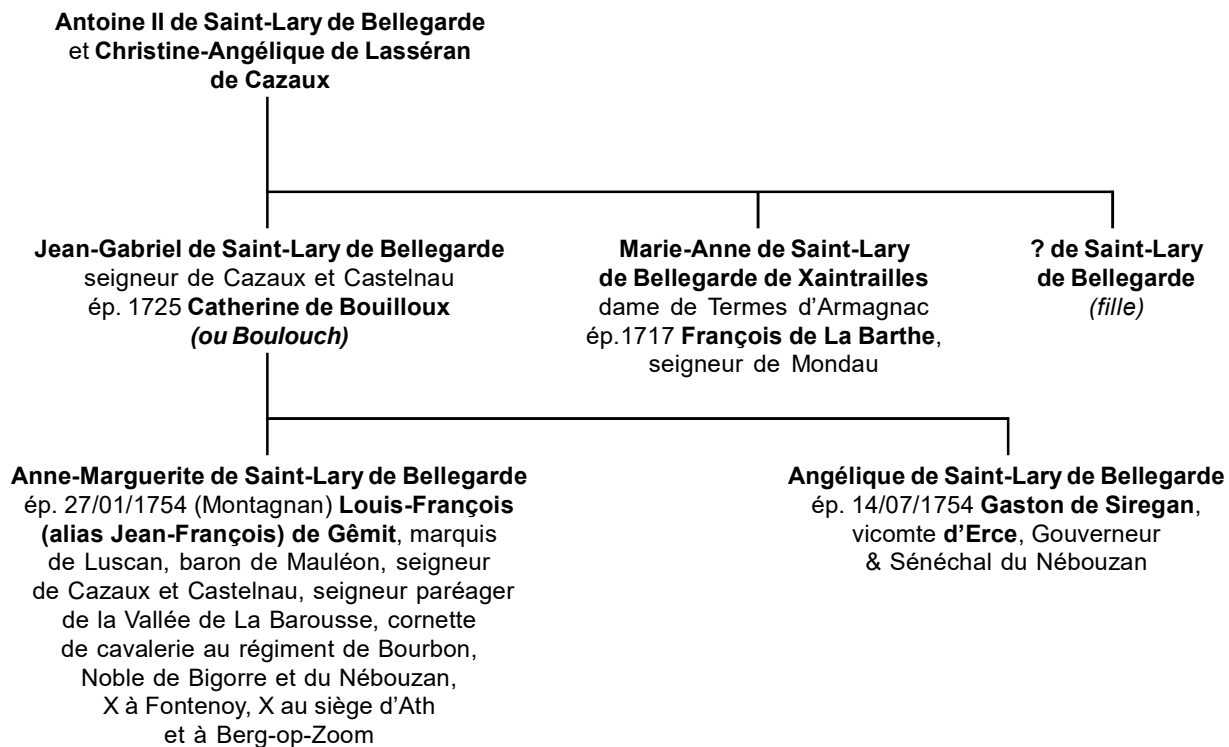 Antoine II de Saint-Lary de Bellegarde
et Christine-Angélique de Lasséran
de Cazaux
Jean-Gabriel de Saint-Lary de Bellegarde
seigneur de Cazaux et Castelnau
ép. 1725 Catherine de Bouilloux
(ou Boulouch)
Marie-Anne de Saint-Lary
de Bellegarde de Xaintrailles
dame de Termes d'Armagnac
ép.1717 François de La Barthe,
seigneur de Mondau
? de Saint-Lary
de Bellegarde
(fille)
Anne-Marguerite de Saint-Lary de Bellegarde
ép. 27/01/1754 (Montagnan) Louis-François
(alias Jean-François) de Gêmit, marquis
de Luscan, baron de Mauléon, seigneur
de Cazaux et Castelnau, seigneur paréager
de la Vallée de La Barousse, cornette
de cavalerie au régiment de Bourbon,
Noble de Bigorre et du Nébouzan,
X à Fontenoy, X au siège d'Ath
et à Berg-op-Zoom
Angélique de Saint-Lary de Bellegarde
ép. 14/07/1754 Gaston de Siregan,
vicomte d'Erce, Gouverneur
& Sénéchal du Nébouzan